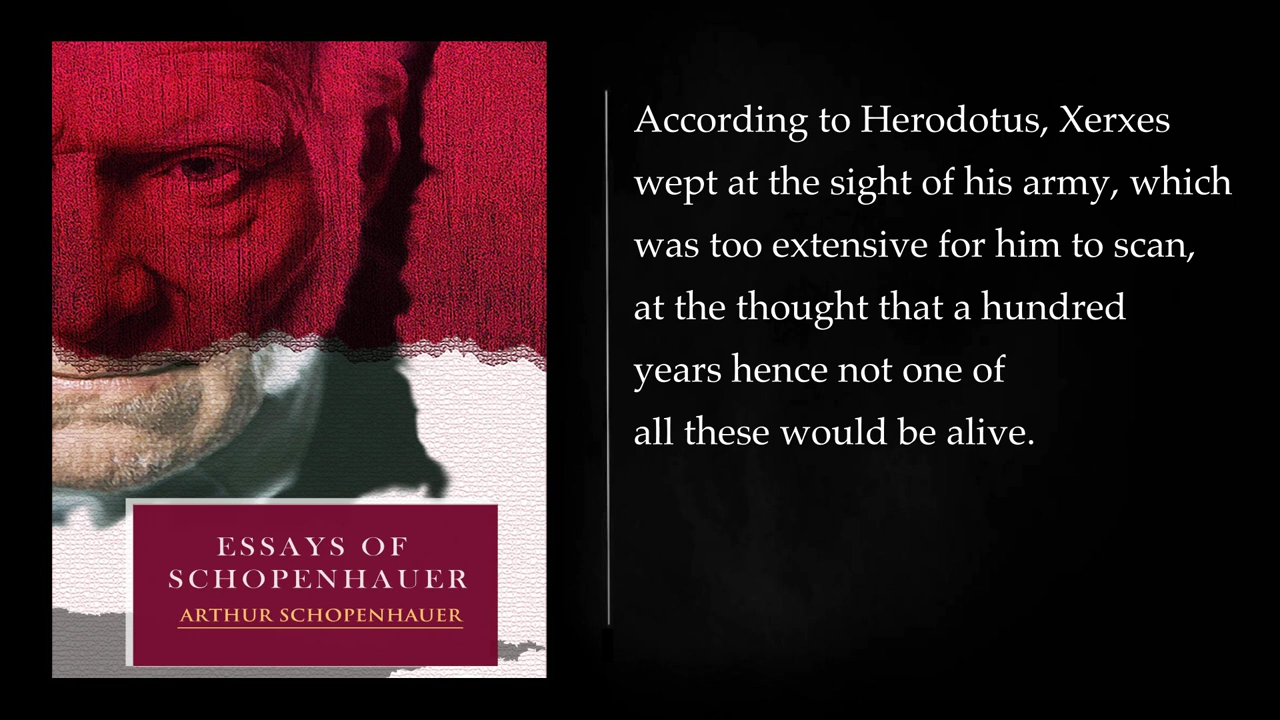 ESSAYS OF
SCHOPENHAUER
ARTHUR SCHOPENHAUER
According to Herodotus, Xerxes
wept at the sight of his army, which
was too extensive for him to scan,
at the thought that a hundred
years hence not one of
all these would be alive.